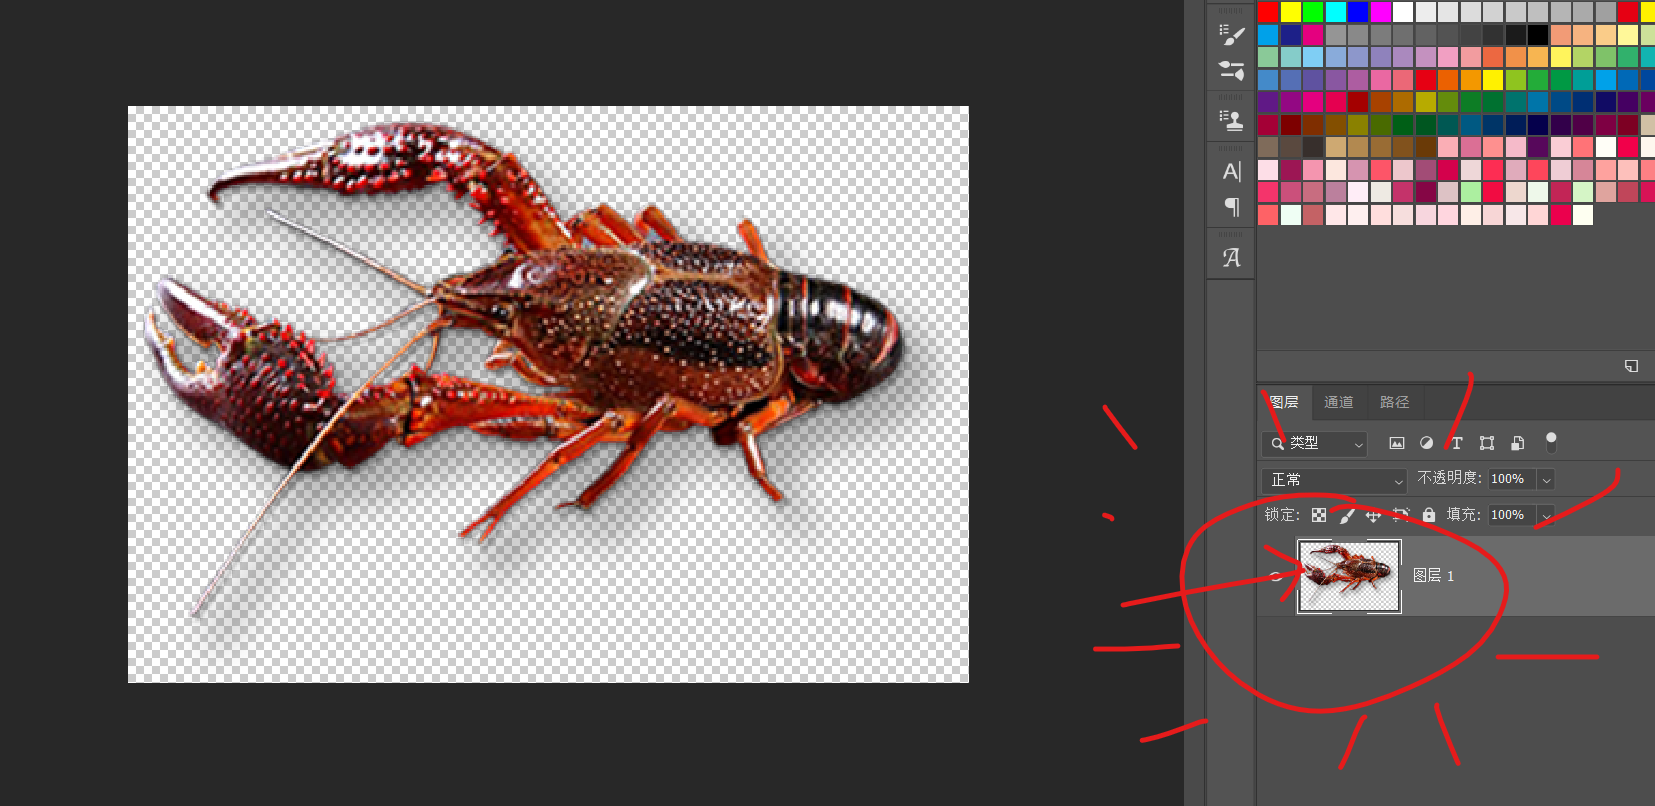 A|
A
图层 通道 路径
类型 T
正常 不透明度: 100%
锁定: 填充: 100%
图层 1